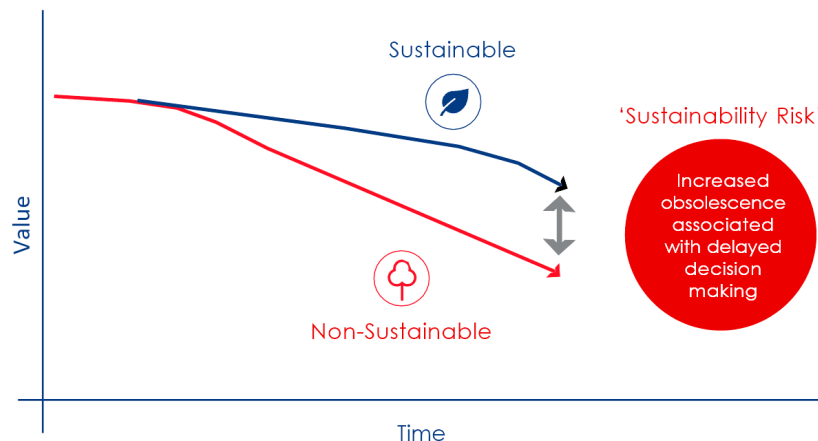 Sustainable
'Sustainability Risk
Increased
obsolescence
associated
with delayed
decision
making
Value
Non-Sustainable
Time